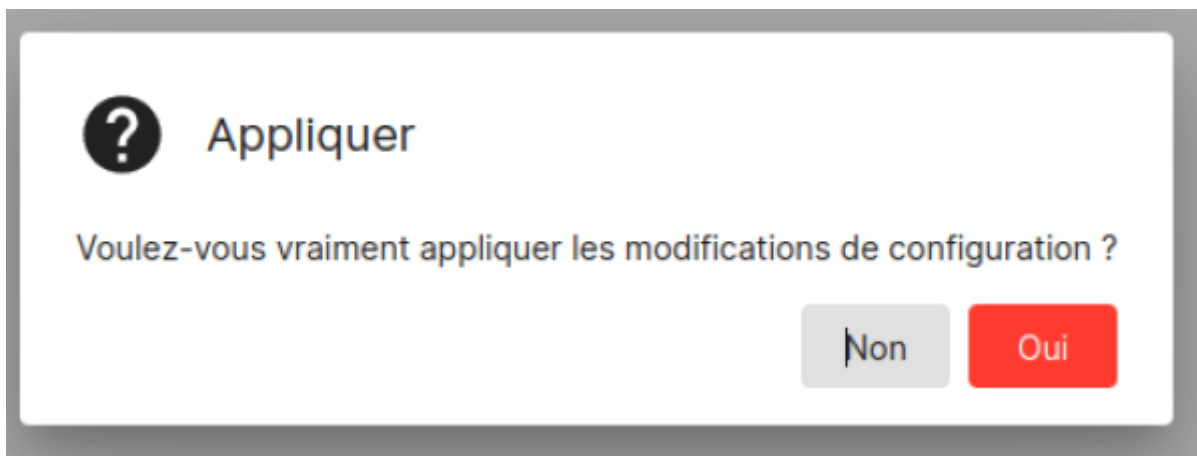 Appliquer
Voulez-vous vraiment appliquer les modifications de configuration ?
Non
Oui